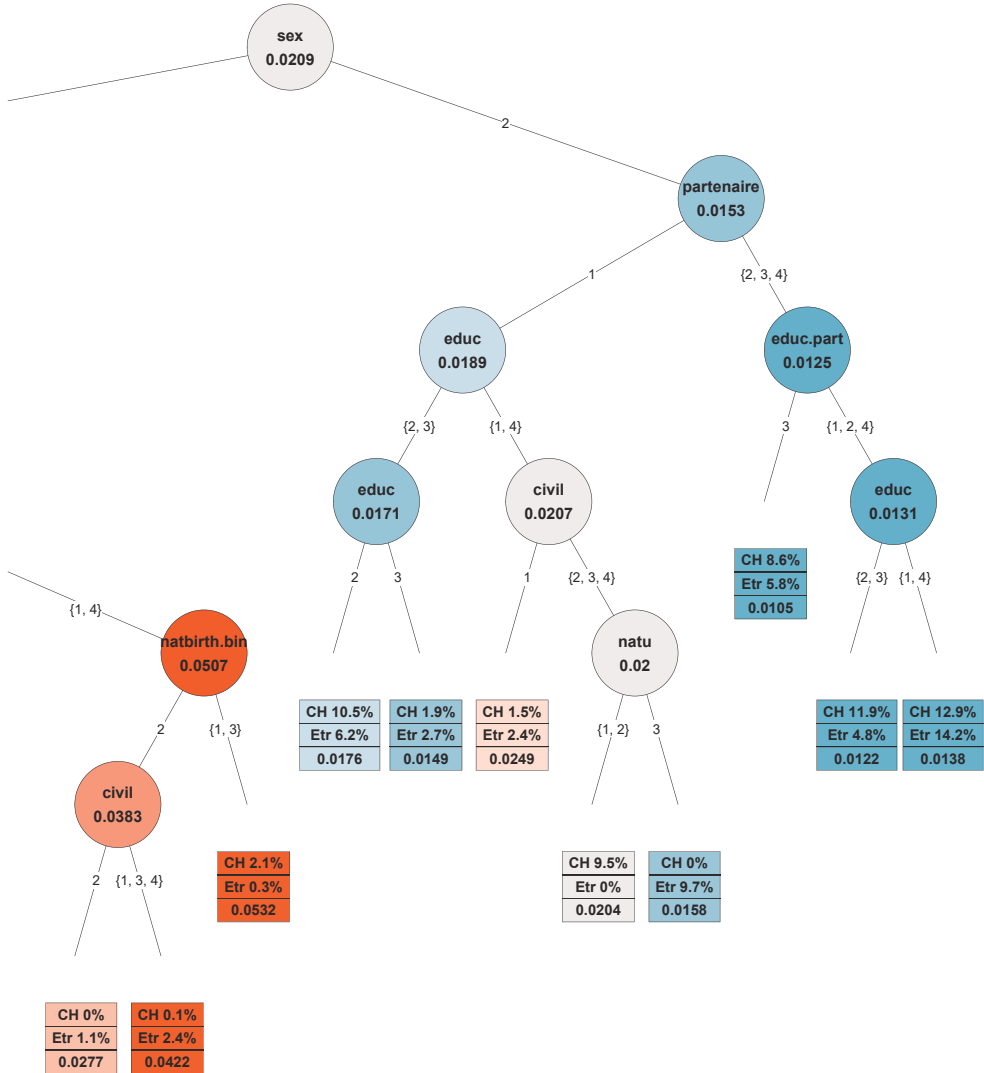 sex
0.0209
2
partenaire
0.0153
1
{2, 3, 4}
educ
0.0189
educ.part
0.0125
{2, 3}
{1, 4}
3
{1, 2, 4}
educ
0.0171
civil
0.0207
educ
0.0131
2
3
1
{2, 3, 4}
CH 8.6%
Etr 5.8%
0.0105
{2, 3}
{1, 4}
{1, 4}
natbirth.bin
0.0507
natu
0.02
2
{1, 3}
CH 10.5%
Etr 6.2%
0.0176
CH 1.9%
Etr 2.7%
0.0149
CH 1.5%
Etr 2.4%
0.0249
{1, 2}
3
CH 11.9%
Etr 4.8%
0.0122
CH 12.9%
Etr 14.2%
0.0138
civil
0.0383
2
{1, 3, 4}
CH 2.1%
Etr 0.3%
0.0532
CH 9.5%
Etr 0%
0.0204
CH 0%
Etr 9.7%
0.0158
CH 0%
Etr 1.1%
0.0277
CH 0.1%
Etr 2.4%
0.0422